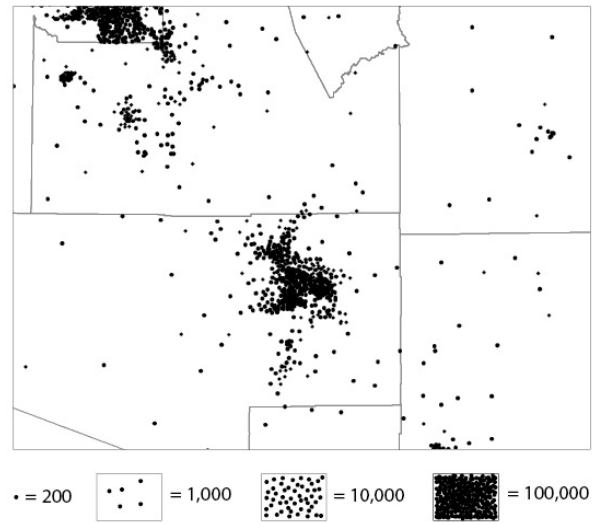 = 200 = 1,000 = 10,000 = 100,000